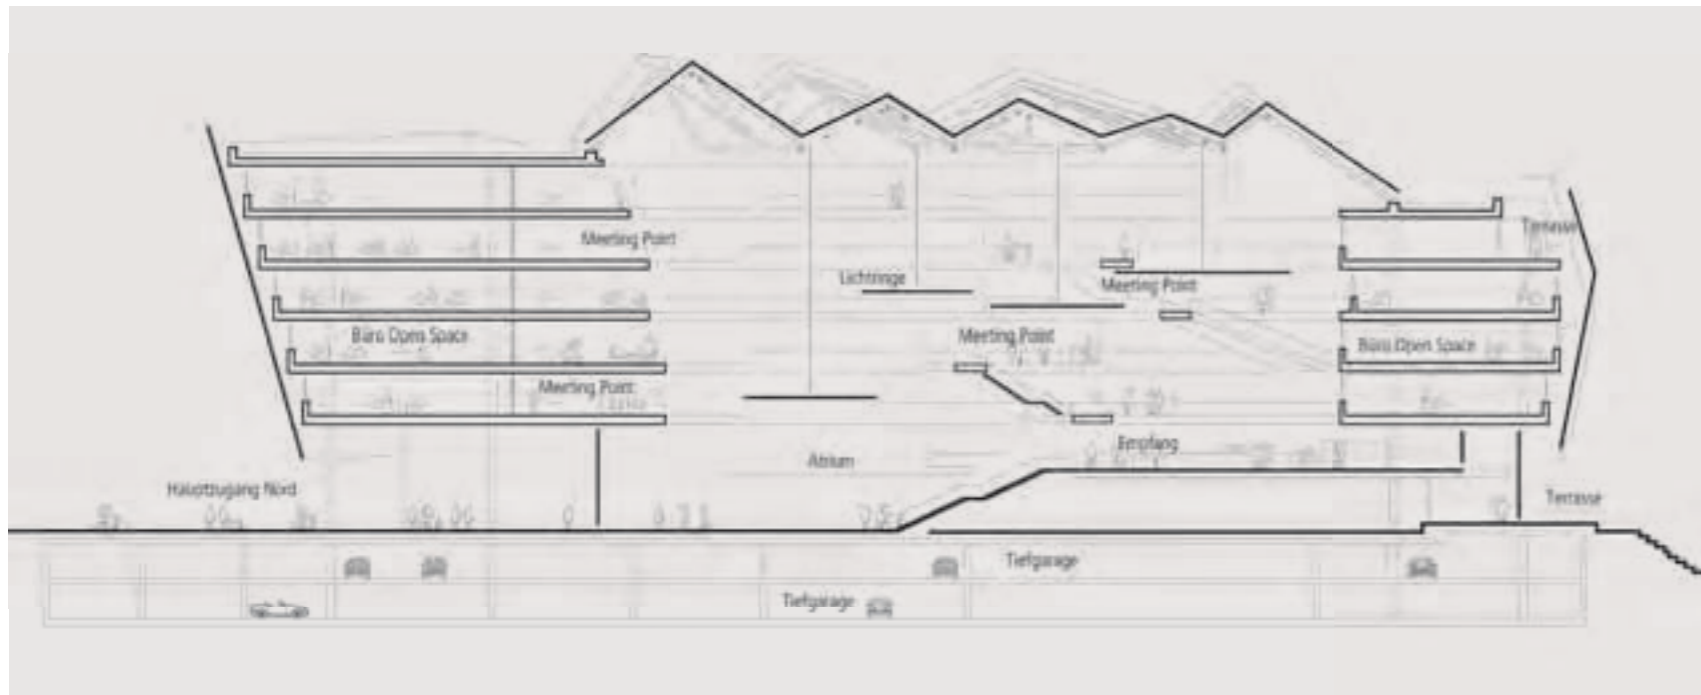 Terrasse
Meeting Point
Lichtringe
Meeting Point
Büro Open Space
Meeting Point
Büro Open Space
Meeting Point
Empfang
Atrium
Hauptzugang Nord
Terrasse
Tiefgarage
Tiefgarage